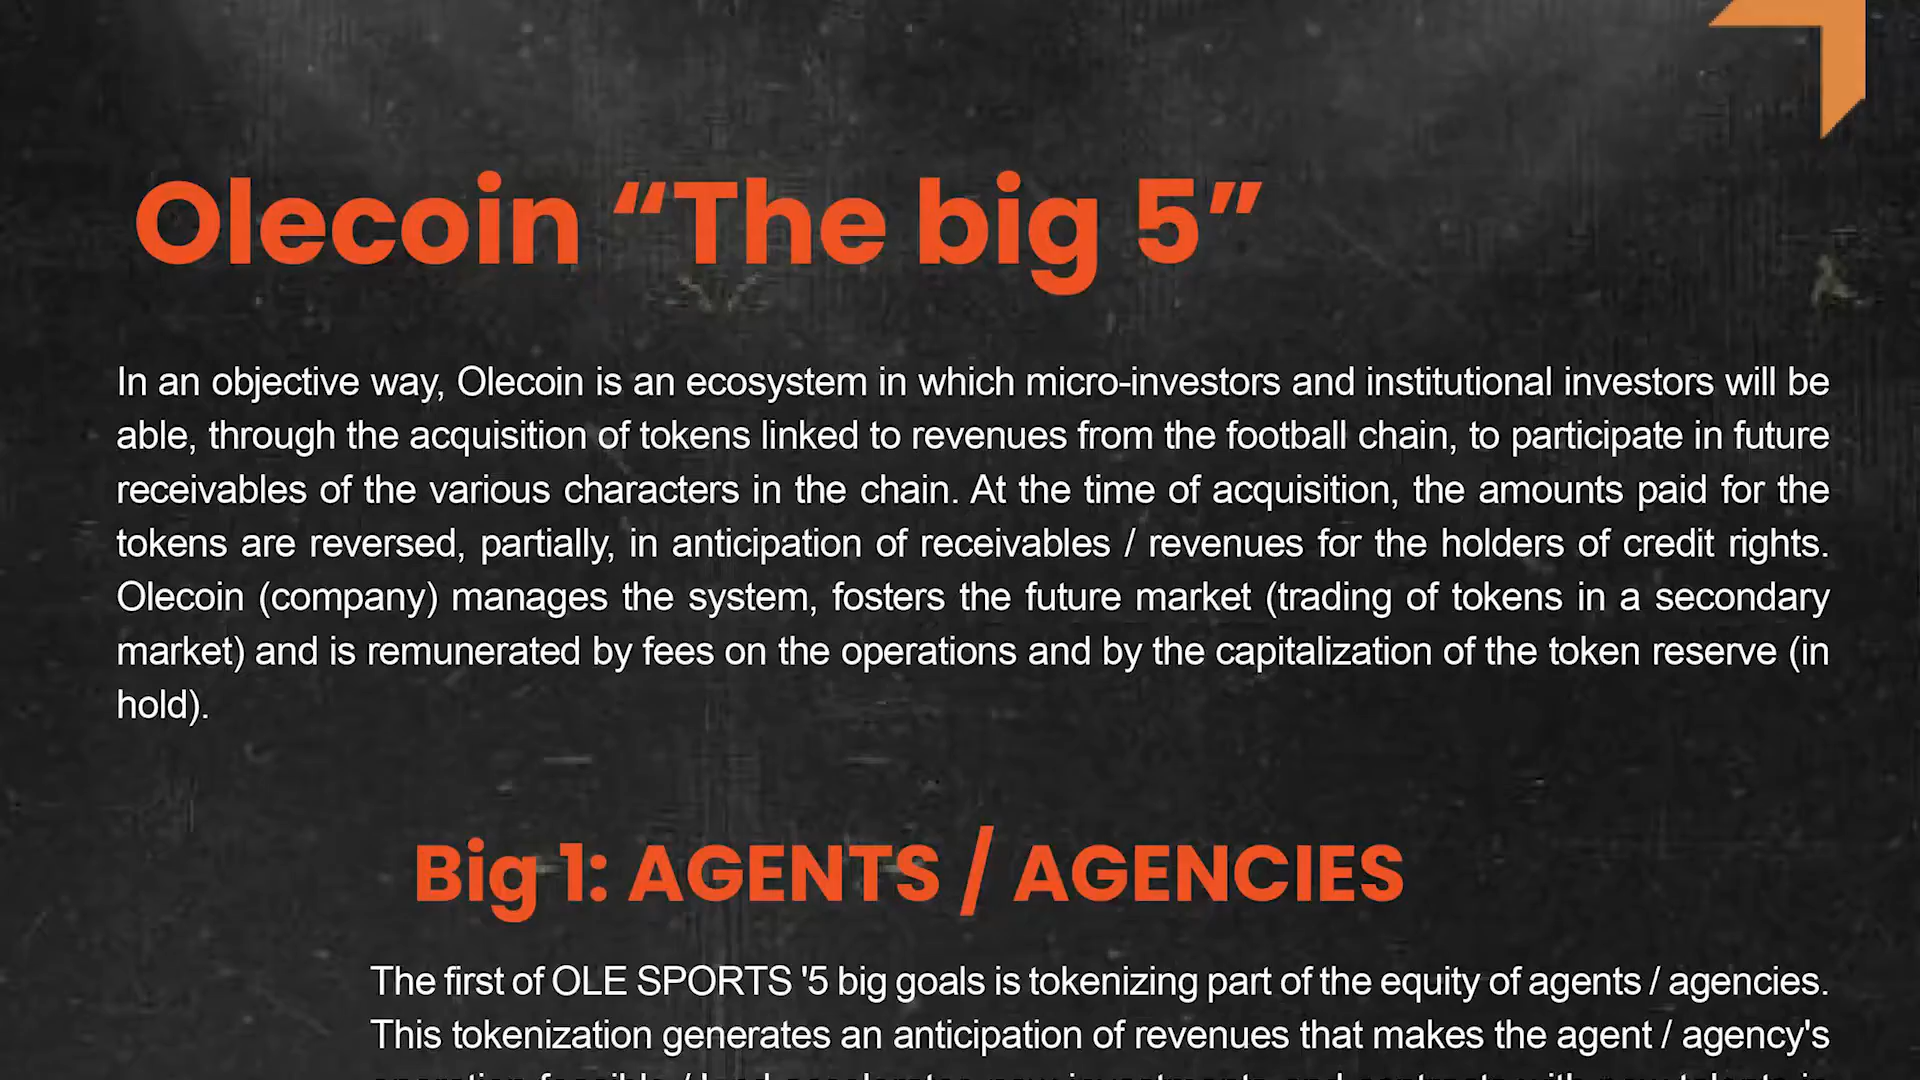 Olecoin “The big 5”
In an objective way, Olecoin is an ecosystem in which micro-investors and institutional investors will be
able, through the acquisition of tokens linked to revenues from the football chain, to participate in future
receivables of the various characters in the chain. At the time of acquisition, the amounts paid for the
tokens are reversed, partially, in anticipation of receivables / revenues for the holders of credit rights.
Olecoin (company) manages the system, fosters the future market (trading of tokens in a secondary
market) and is remunerated by fees on the operations and by the capitalization of the token reserve (in
hold).
Big 1: AGENTS / AGENCIES
The first of OLE SPORTS '5 big goals is tokenizing part of the equity of agents / agencies.
This tokenization generates an anticipation of revenues that makes the agent / agency's